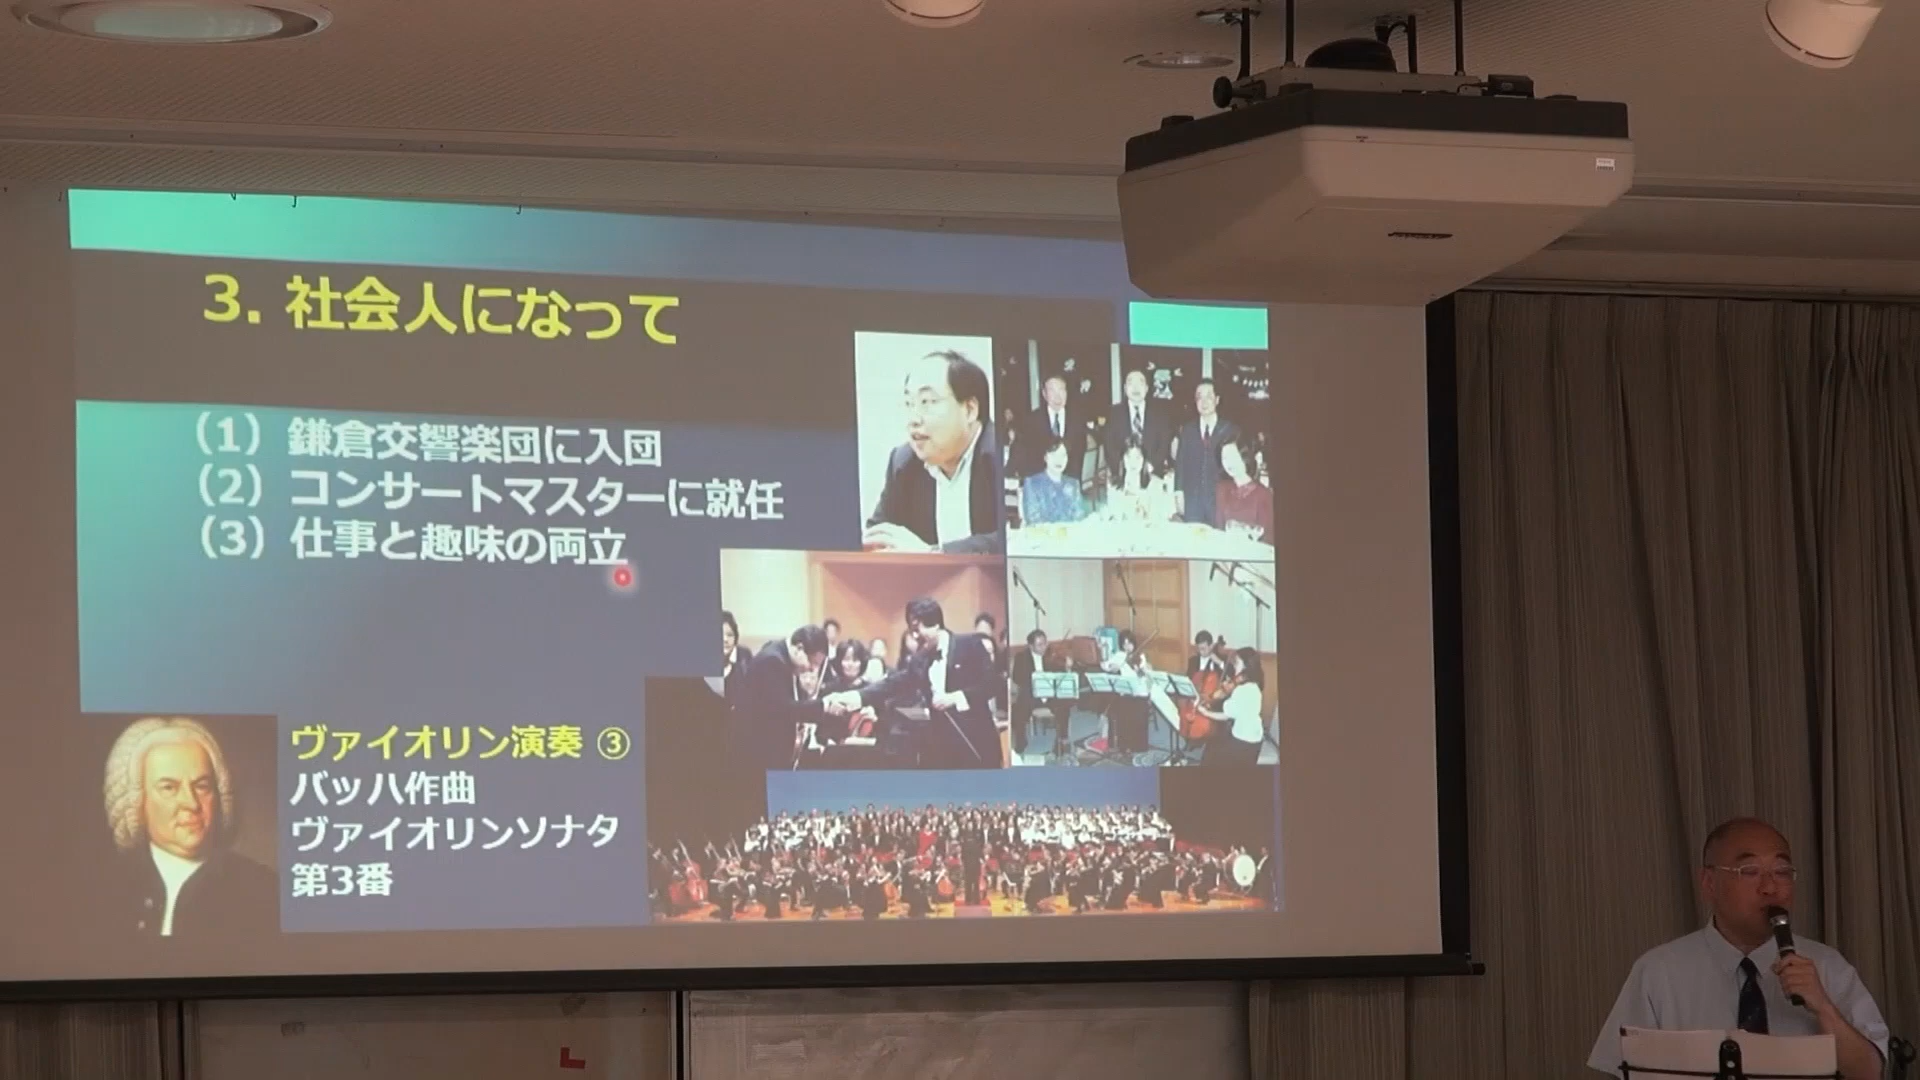 3. 社会人になって
（1）鎌倉交響楽団に入団
（2）コンサートマスターに就任
（3）仕事と趣味の両立
ヴァイオリン演奏 ③
バッハ作曲
ヴァイオリンソナタ
第3番